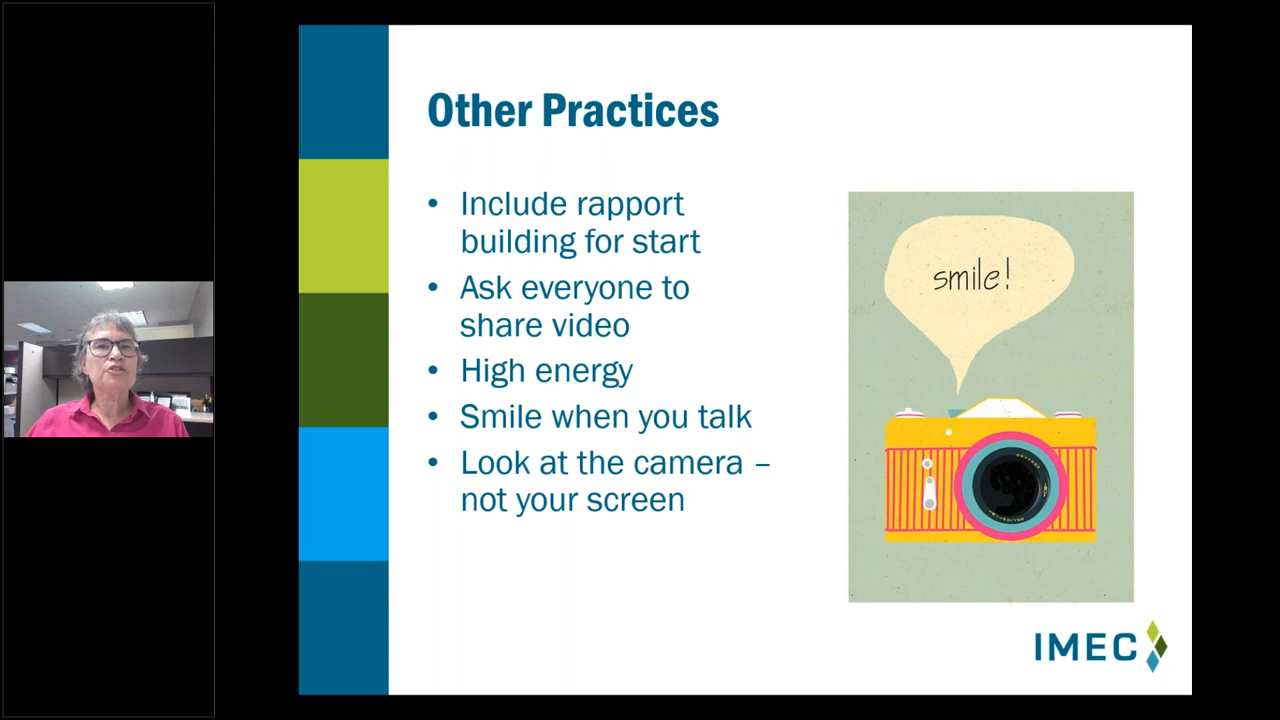 Other Practices
• Include rapport
building for start
• Ask everyone to
share video
• High energy
• Smile when you talk
• Look at the camera –
not your screen
smile!
IMEC